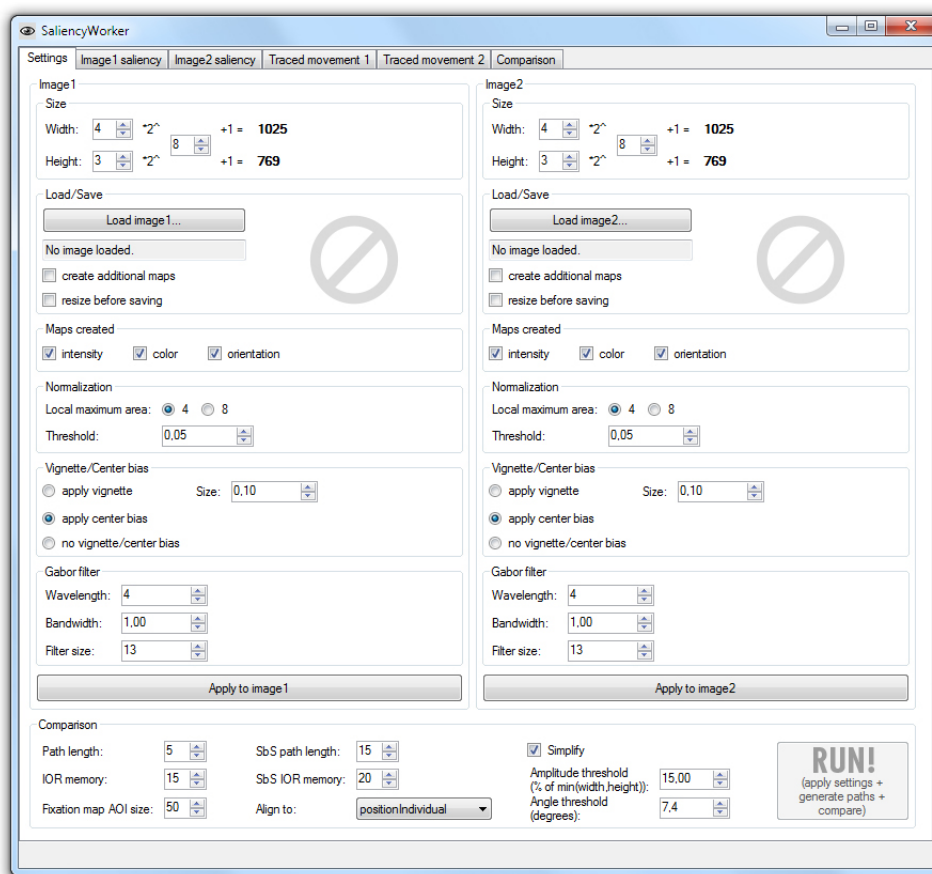 SaliencyWorker
Settings Image1 saliency Image2 saliency Traced movement 1 Traced movement 2 Comparison
Image1
Size
Width: 4 *2^ +1 = 1025
8
Height: 3 *2^ +1 = 769
Load/Save
Load image1...
No image loaded.
create additional maps
resize before saving
Maps created
intensity color orientation
Normalization
Local maximum area: 4 8
Threshold: 0,05
Vignette/Center bias
apply vignette Size: 0,10
apply center bias
no vignette/center bias
Gabor filter
Wavelength: 4
Bandwidth: 1,00
Filter size: 13
Apply to image1
Image2
Size
Width: 4 *2^ +1 = 1025
8
Height: 3 *2^ +1 = 769
Load/Save
Load image2...
No image loaded.
create additional maps
resize before saving
Maps created
intensity color orientation
Normalization
Local maximum area: 4 8
Threshold: 0,05
Vignette/Center bias
apply vignette Size: 0,10
apply center bias
no vignette/center bias
Gabor filter
Wavelength: 4
Bandwidth: 1,00
Filter size: 13
Apply to image2
Comparison
Path length: 5
IOR memory: 15
Fixation map AOI size: 50
SbS path length: 15
SbS IOR memory: 20
Align to: positionIndividual
Simplify
Amplitude threshold
(% of min(width,height)): 15,00
Angle threshold
(degrees): 7,4
RUN!
(apply settings +
generate paths +
compare)